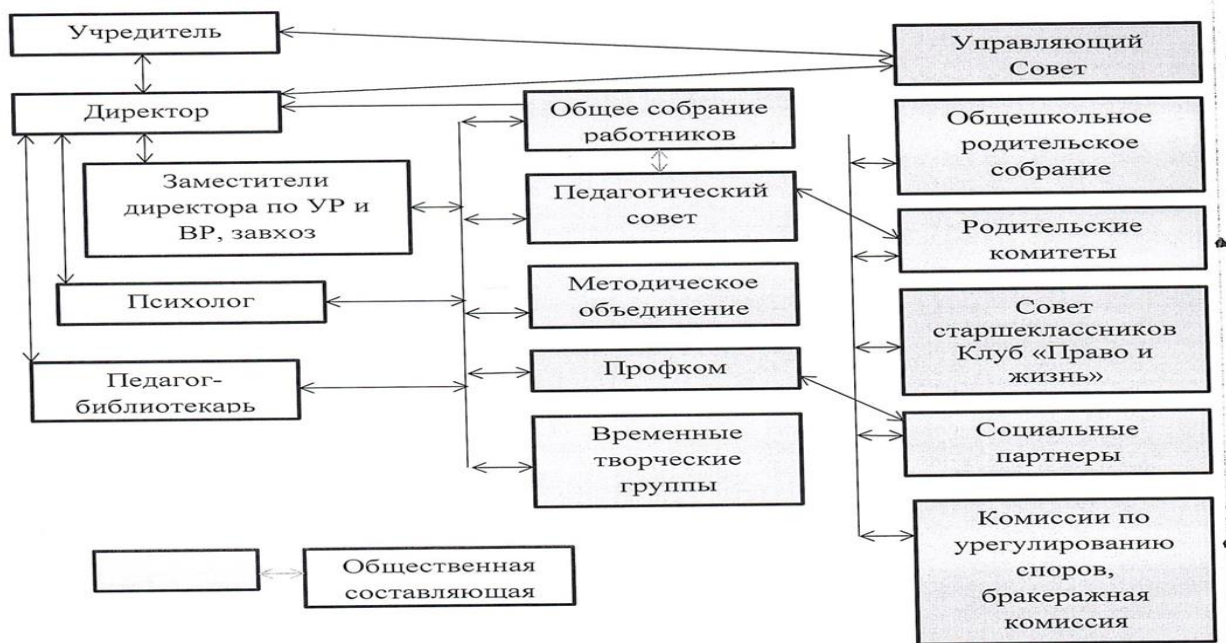 Учредитель
Директор
Заместители
директора по УР и
ВР, завхоз
Психолог
Педагог-
библиотекарь
Общее собрание
работников
Педагогический
совет
Методическое
объединение
Профком
Временные
творческие
группы
Управляющий
Совет
Общешкольное
родительское
собрание
Родительские
комитеты
Совет
старшеклассников
Клуб «Право и
жизнь»
Социальные
партнеры
Комиссии по
урегулированию
споров,
бракеражная
комиссия
Общественная
составляющая